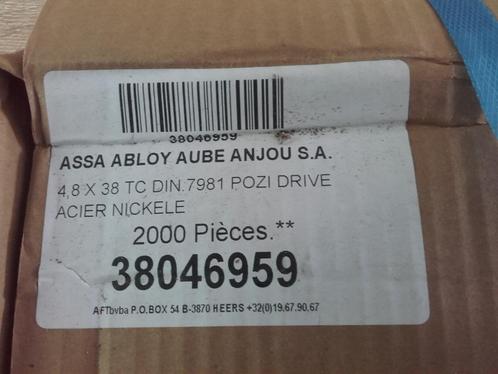 38046959
ASSA ABLOY AUBE ANJOU S.A.
4,8 X 38 TC DIN.7981 POZI DRIVE
ACIER NICKELE
2000 Pièces.**
38046959
AFTbvba P.O.BOX 54 B-3870 HEERS +32(0)19.67.90.67